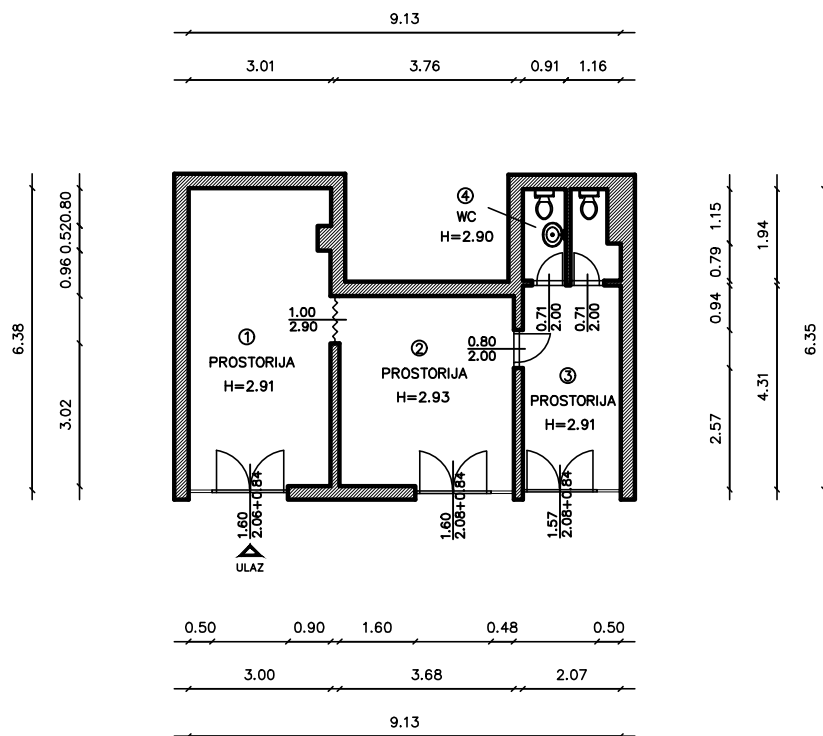 9.13
3.01 3.76 0.91 1.16
6.38
0.80
0.52
0.96
3.02
1.15
0.79
0.94
2.57
1.94
4.31
6.35
4
WC
H=2.90
1.00
2.90
0.71
2.00
0.71
2.00
1
PROSTORIJA
H=2.91
2
PROSTORIJA
H=2.93
0.80
2.00
3
PROSTORIJA
H=2.91
1.60
2.06+0.84
1.60
2.08+0.84
1.57
2.08+0.84
ULAZ
0.50 0.90 1.60 0.48 0.50
3.00 3.68 2.07
9.13